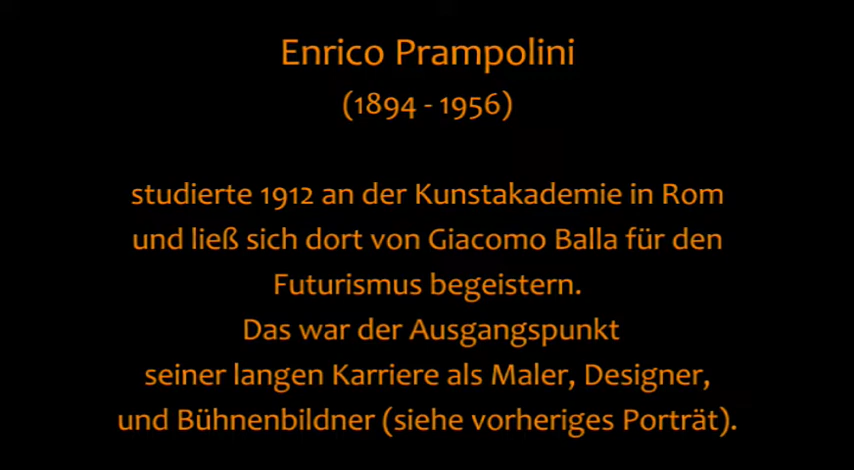 Enrico Prampolini
(1894 - 1956)
studierte 1912 an der Kunstakademie in Rom
und ließ sich dort von Giacomo Balla für den
Futurismus begeistern.
Das war der Ausgangspunkt
seiner langen Karriere als Maler, Designer,
und Bühnenbildner (siehe vorheriges Porträt).